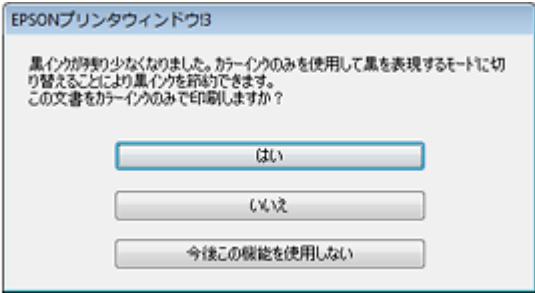 EPSONプリンタウィンドウ!3
黒インクが残り少なくなりました。カラーインクのみを使用して黒を表現するモードに切
り替えることにより黒インクを節約できます。
この文書をカラーインクのみで印刷しますか？
はい
いいえ
今後この機能を使用しない